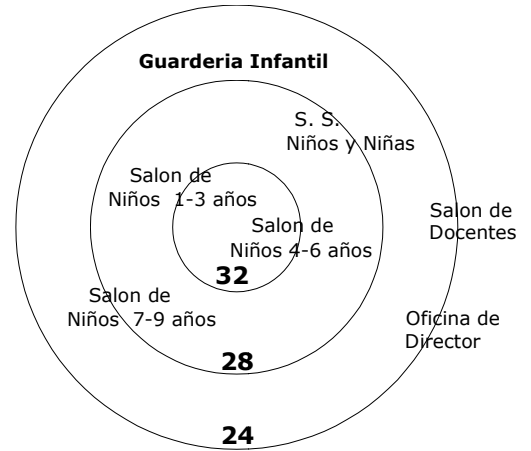 Guarderia Infantil
S. S.
Niños y Niñas
Salon de
Niños 1-3 años
Salon de
Docentes
Salon de
Niños 4-6 años
32
Salon de
Niños 7-9 años
Oficina de
Director
28
24